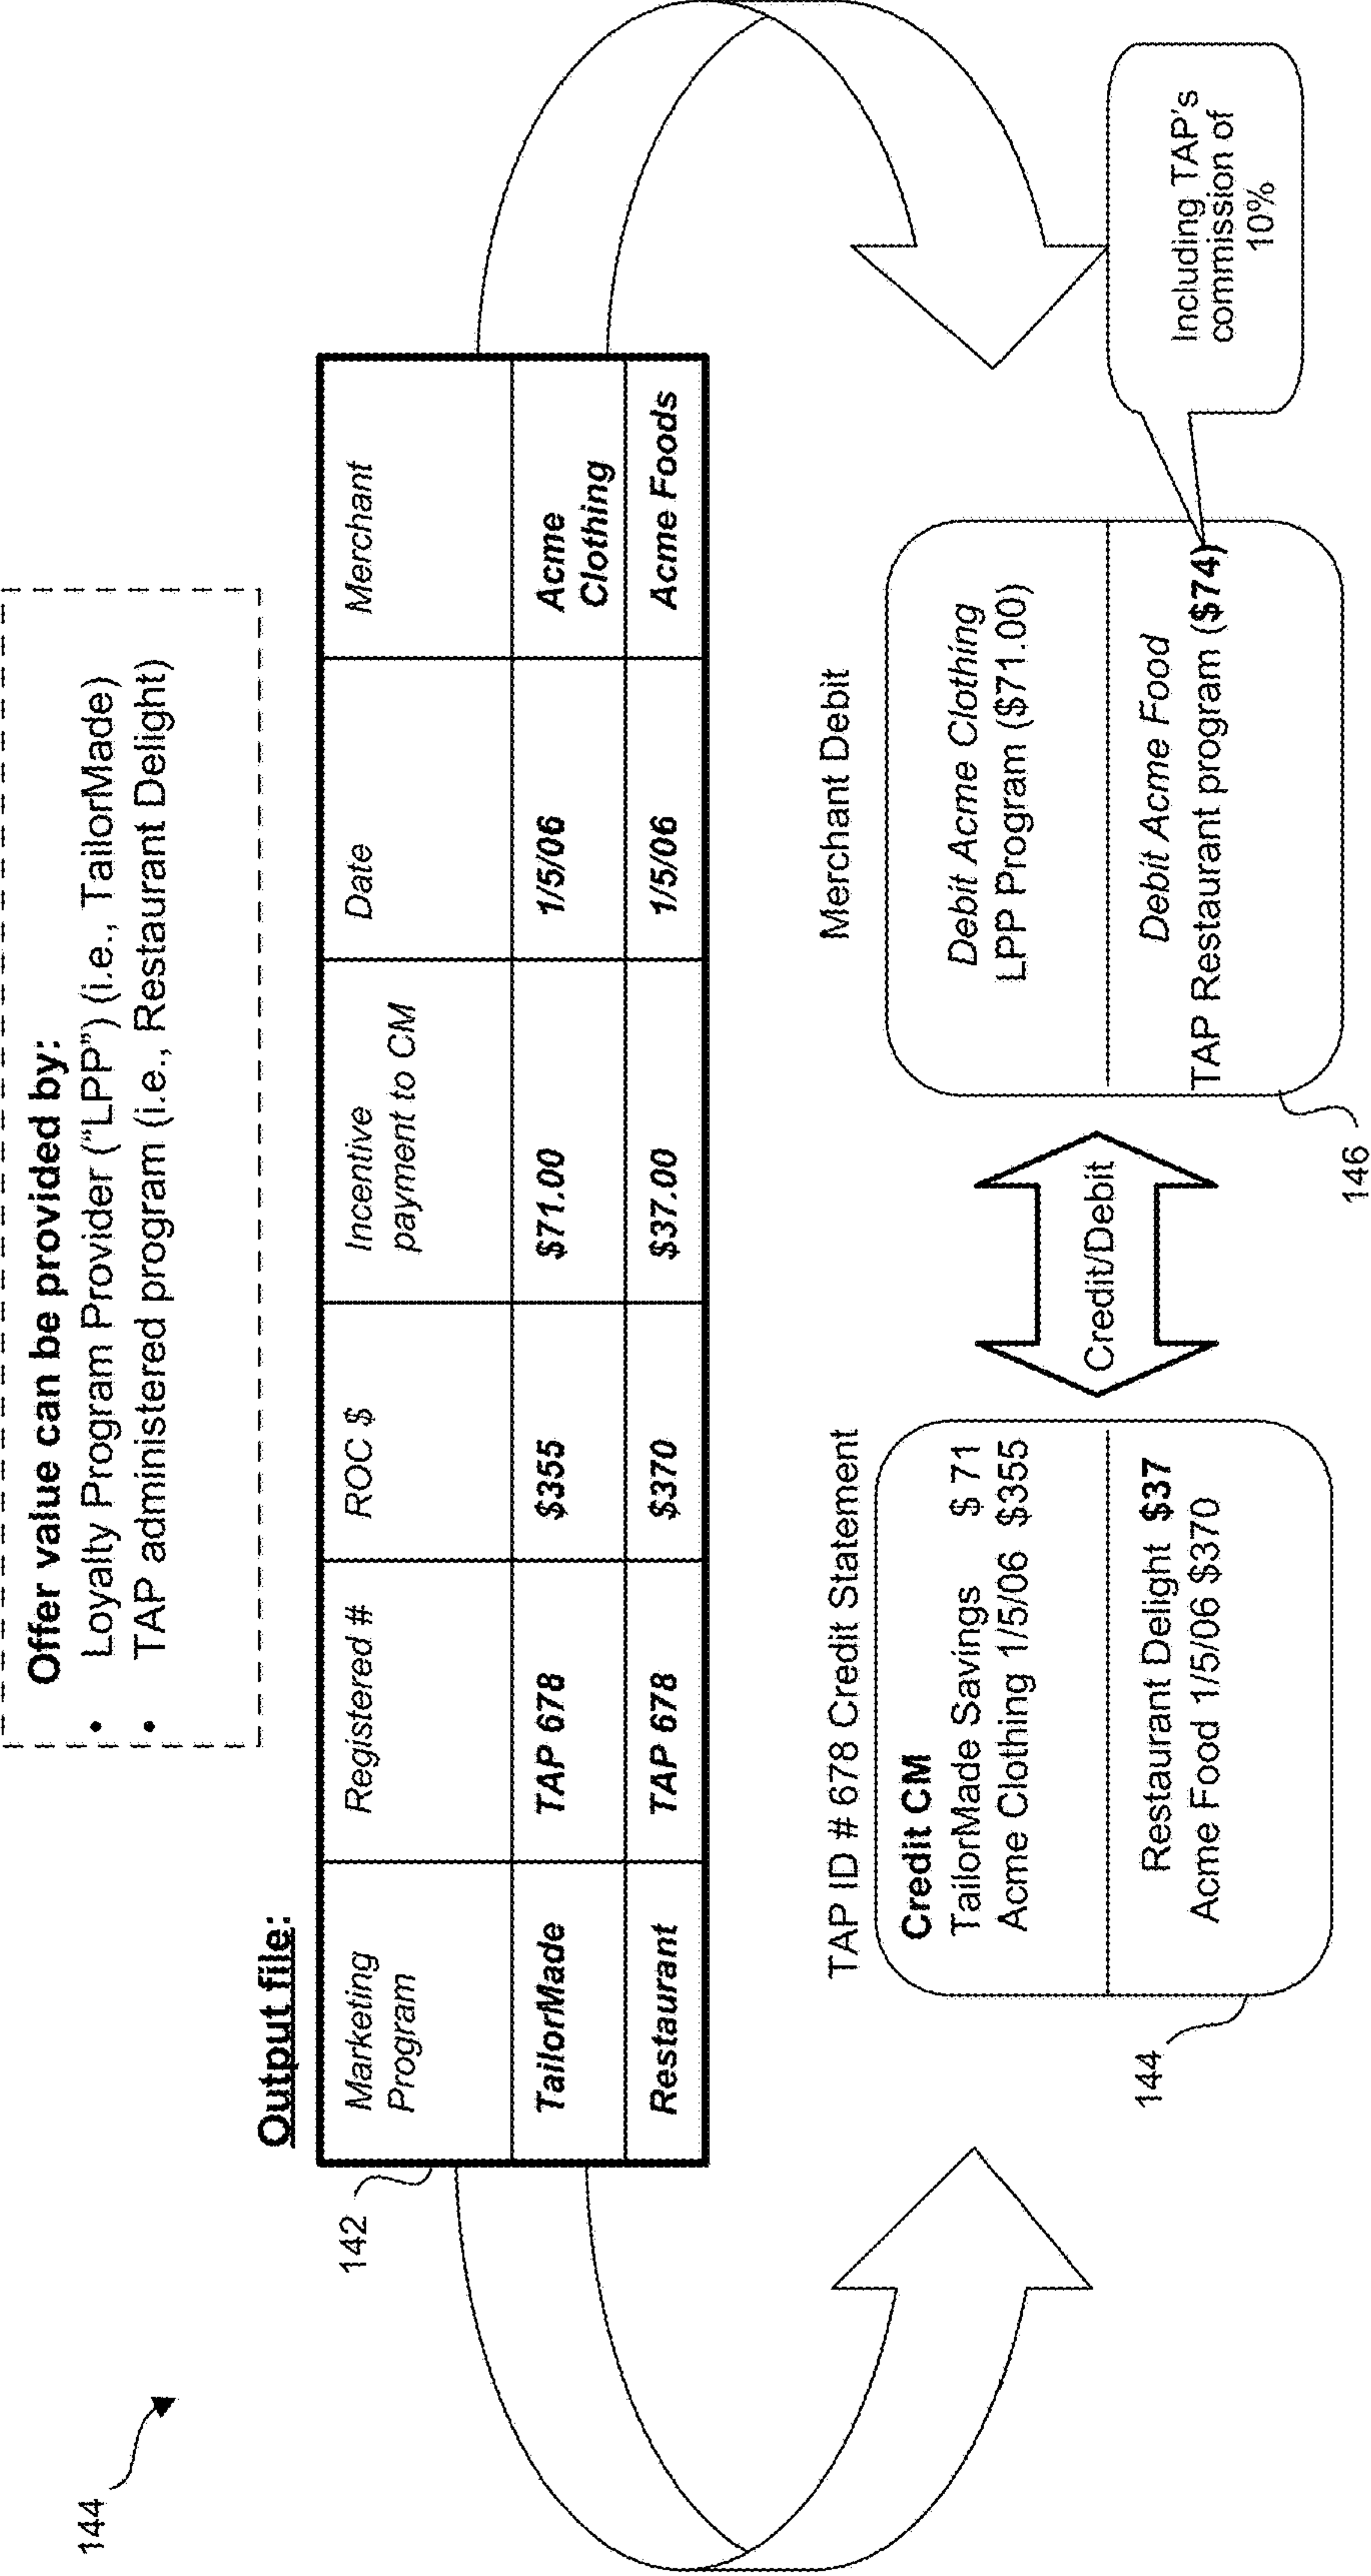 144
Offer value can be provided by:
• Loyalty Program Provider ("LPP") (i.e., TailorMade)
• TAP administered program (i.e., Restaurant Delight)
Output file:
142
Marketing Program
Registered #
ROC $
Incentive payment to CM
Date
Merchant
TailorMade
TAP 678
$355
$71.00
1/5/06
Acme Clothing
Restaurant
TAP 678
$370
$37.00
1/5/06
Acme Foods
TAP ID # 678 Credit Statement
Credit CM
TailorMade Savings $ 71
Acme Clothing 1/5/06 $355
Restaurant Delight $37
Acme Food 1/5/06 $370
144
Credit/Debit
Merchant Debit
Debit Acme Clothing
LPP Program ($71.00)
Debit Acme Food
TAP Restaurant program ($74)
146
Including TAP's
commission of
10%